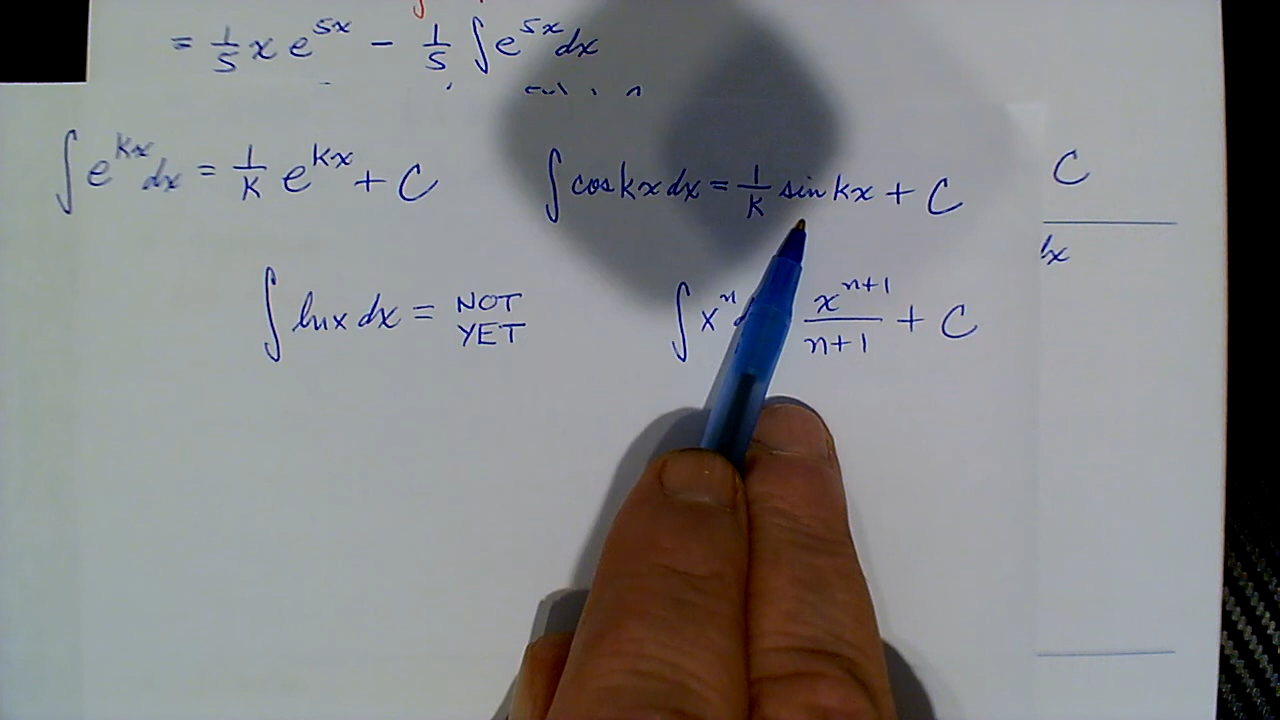 = 1/5 x e^{5x} - 1/5 ∫ e^{5x} dx
∫ e^{kx} dx = 1/k e^{kx} + C
∫ cos kx dx = 1/k sin kx + C
C
∫ ln x dx = NOT YET
∫ x^n x^{n+1}/(n+1) + C